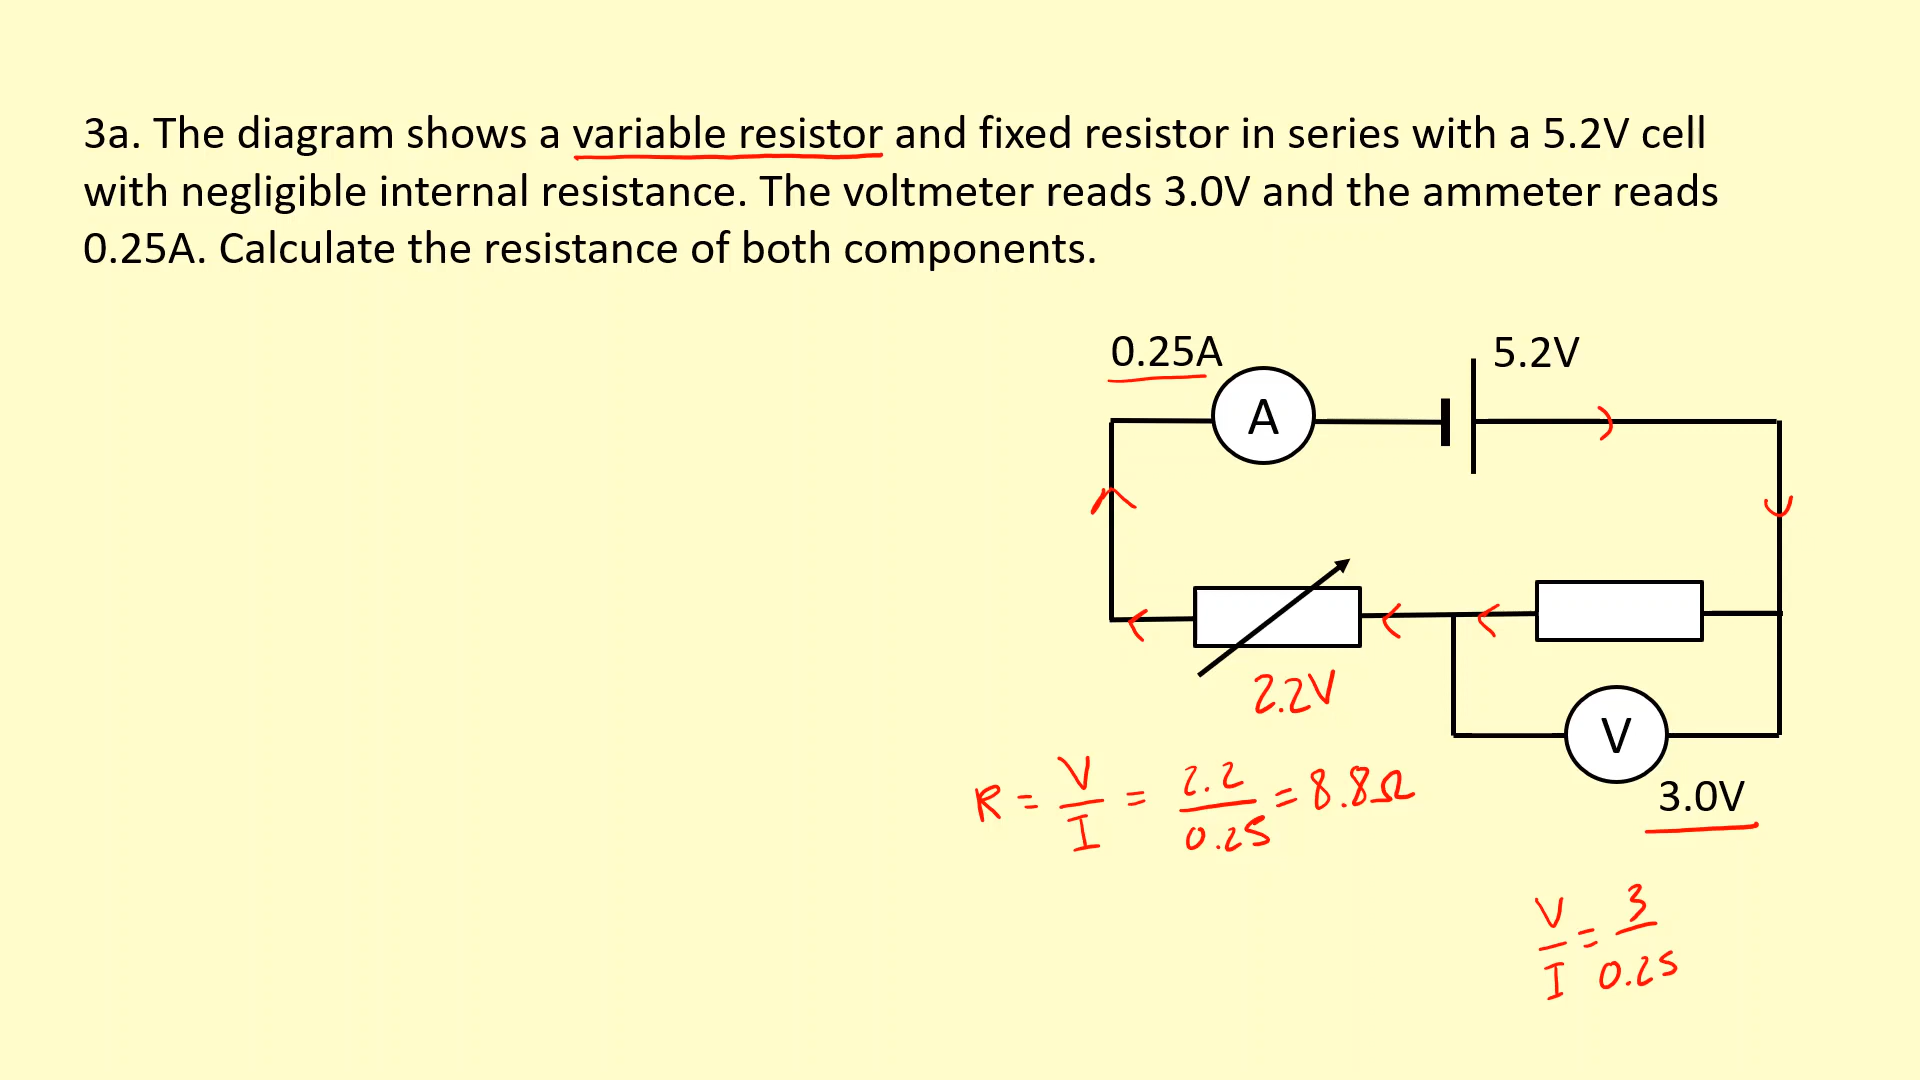 3a. The diagram shows a variable resistor and fixed resistor in series with a 5.2V cell
with negligible internal resistance. The voltmeter reads 3.0V and the ammeter reads
0.25A. Calculate the resistance of both components.
0.25A
5.2V
A
2.2V
V
3.0V
R = V/I = 2.2/0.25 = 8.8Ω
V/I = 3/0.25